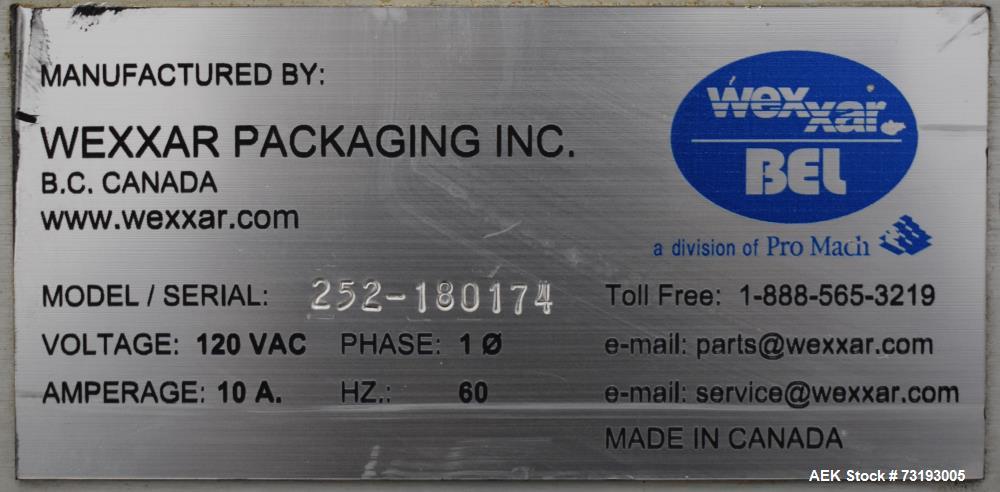 MANUFACTURED BY:
WEXXAR PACKAGING INC.
B.C. CANADA
www.wexxar.com
wexxar
BEL
a division of Pro Mach
MODEL / SERIAL: 252-180174
VOLTAGE: 120 VAC PHASE: 1 Ø
AMPERAGE: 10 A. HZ.: 60
Toll Free: 1-888-565-3219
e-mail: parts@wexxar.com
e-mail: service@wexxar.com
MADE IN CANADA
AEK Stock # 73193005